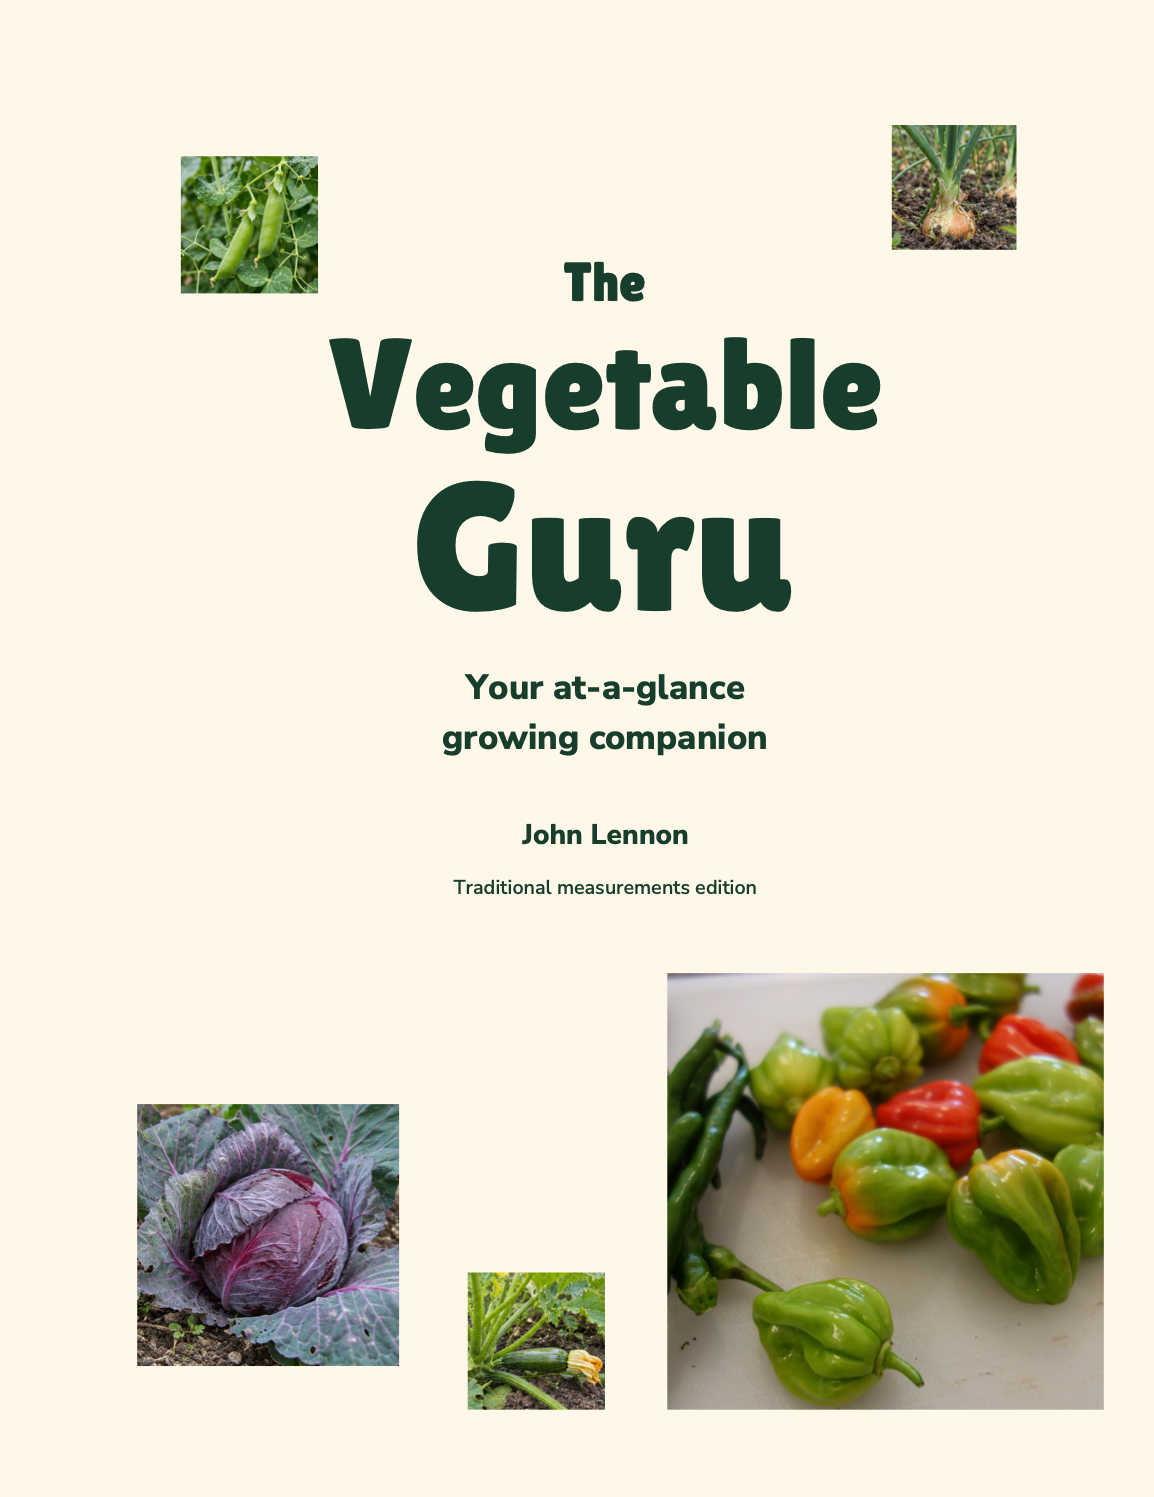 The
Vegetable
Guru
Your at-a-glance
growing companion
John Lennon
Traditional measurements edition